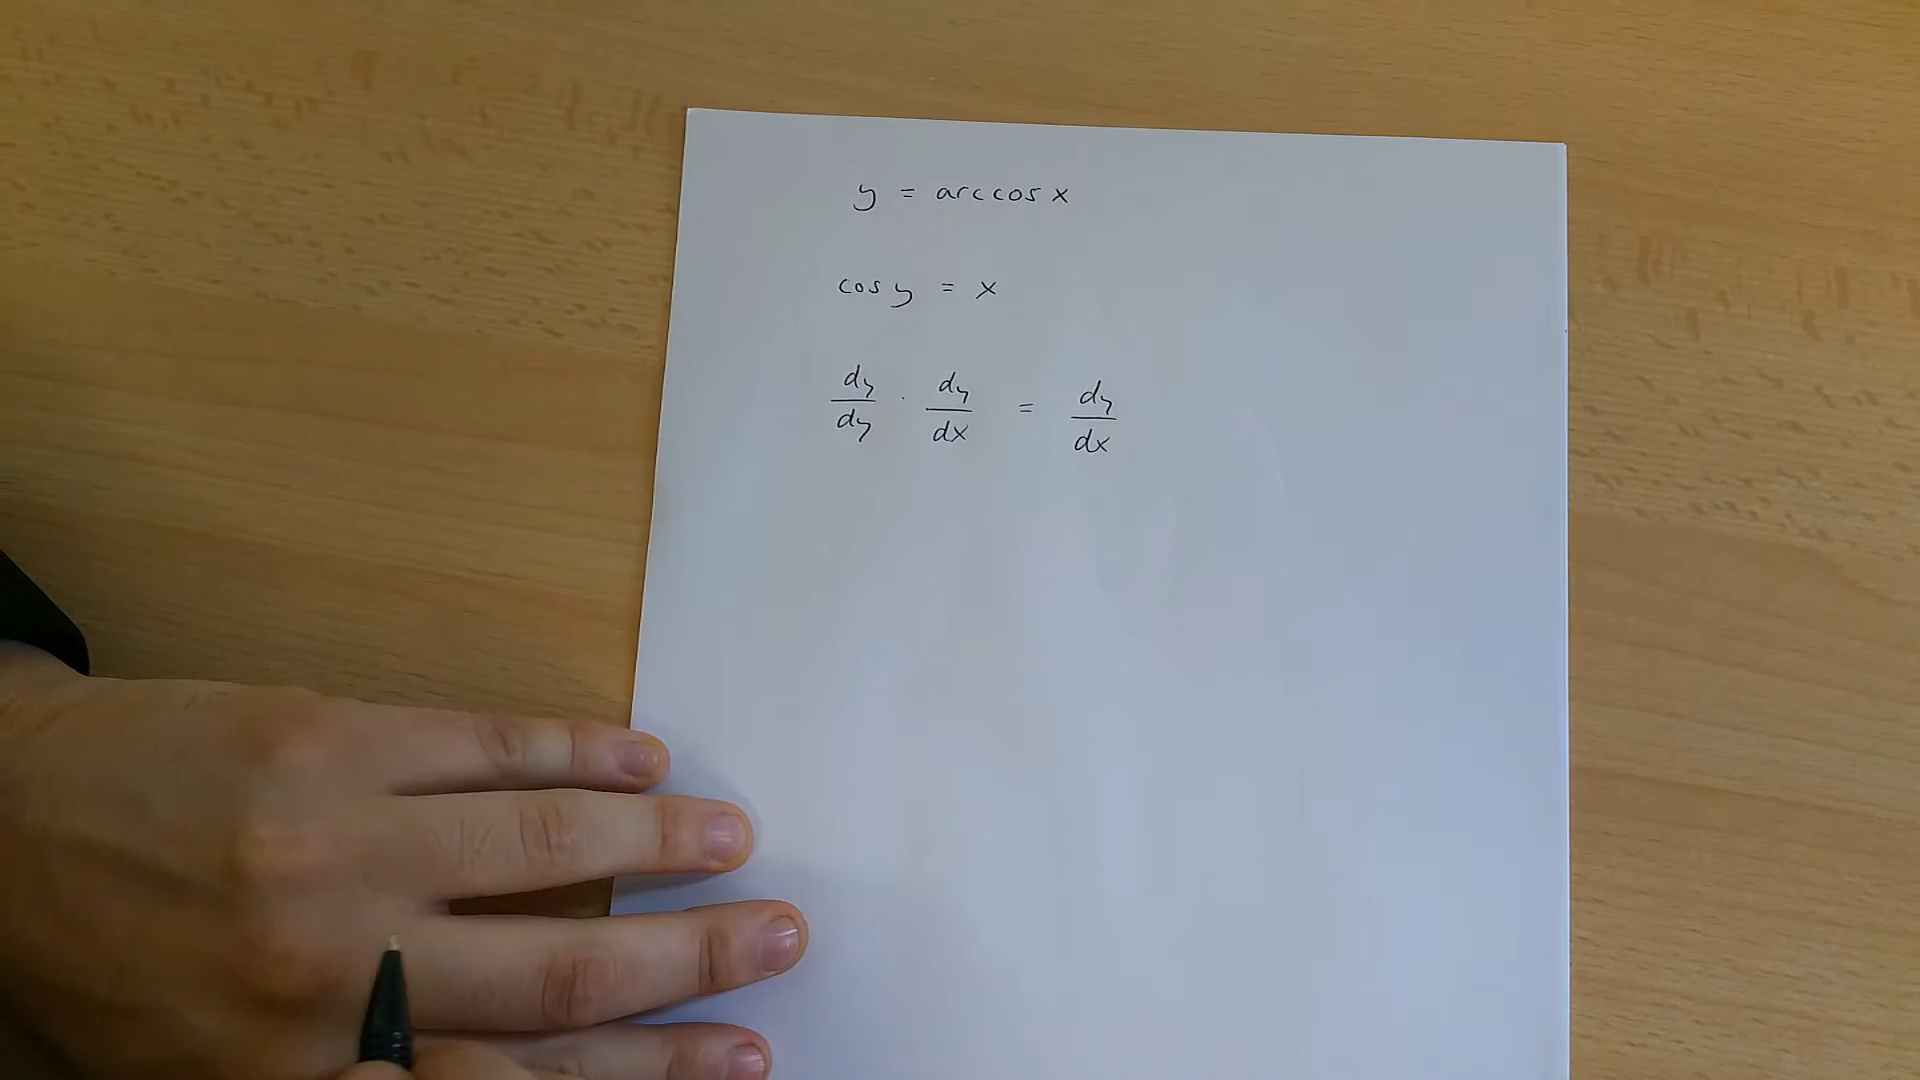 y = arccos x
cos y = x
dy/dy · dy/dx = dy/dx